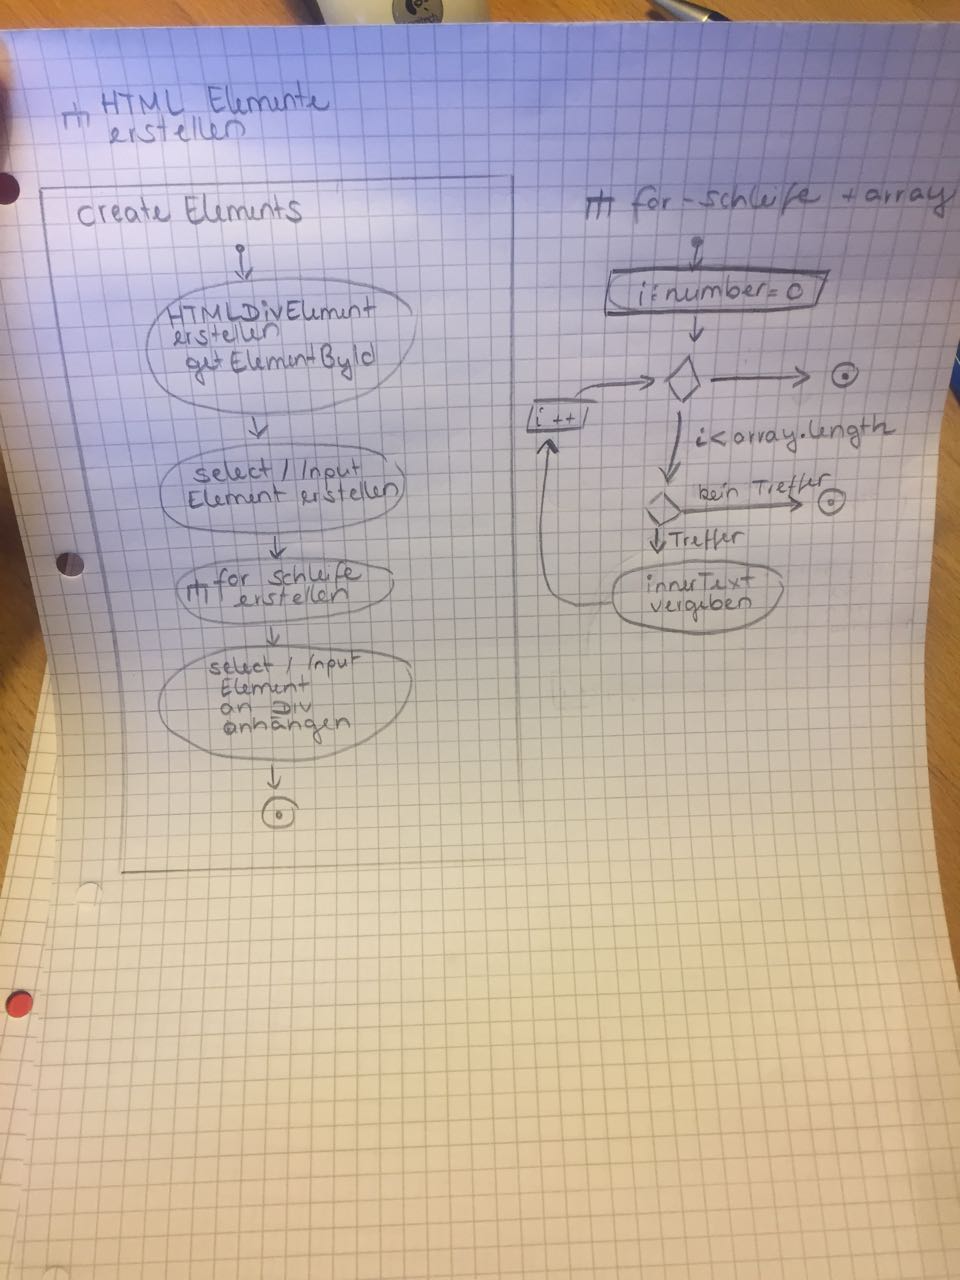 HTML Elemente
erstellen
create Elements
HTMLDivElement
erstellen
getElementById
select / Input
Element erstellen
for schleife
erstellen
select / Input
Element
an Div
anhängen
for-schleife + array
i:number=0
i++
i<array.length
kein Treffer
Treffer
innerText
vergeben